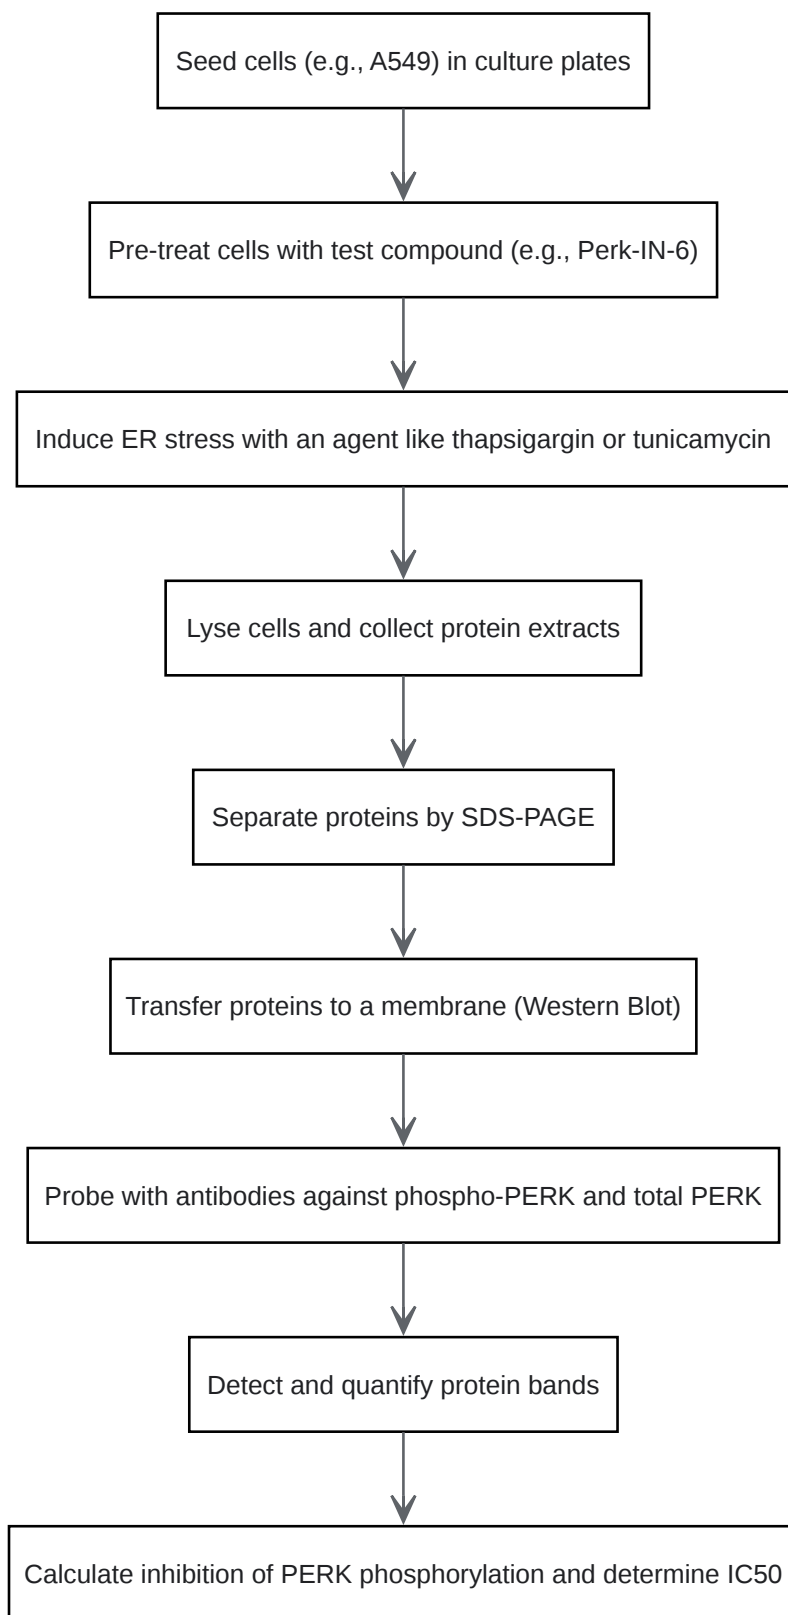 Seed cells (e.g., A549) in culture plates
Pre-treat cells with test compound (e.g., Perk-IN-6)
Induce ER stress with an agent like thapsigargin or tunicamycin
Lyse cells and collect protein extracts
Separate proteins by SDS-PAGE
Transfer proteins to a membrane (Western Blot)
Probe with antibodies against phospho-PERK and total PERK
Detect and quantify protein bands
Calculate inhibition of PERK phosphorylation and determine IC50